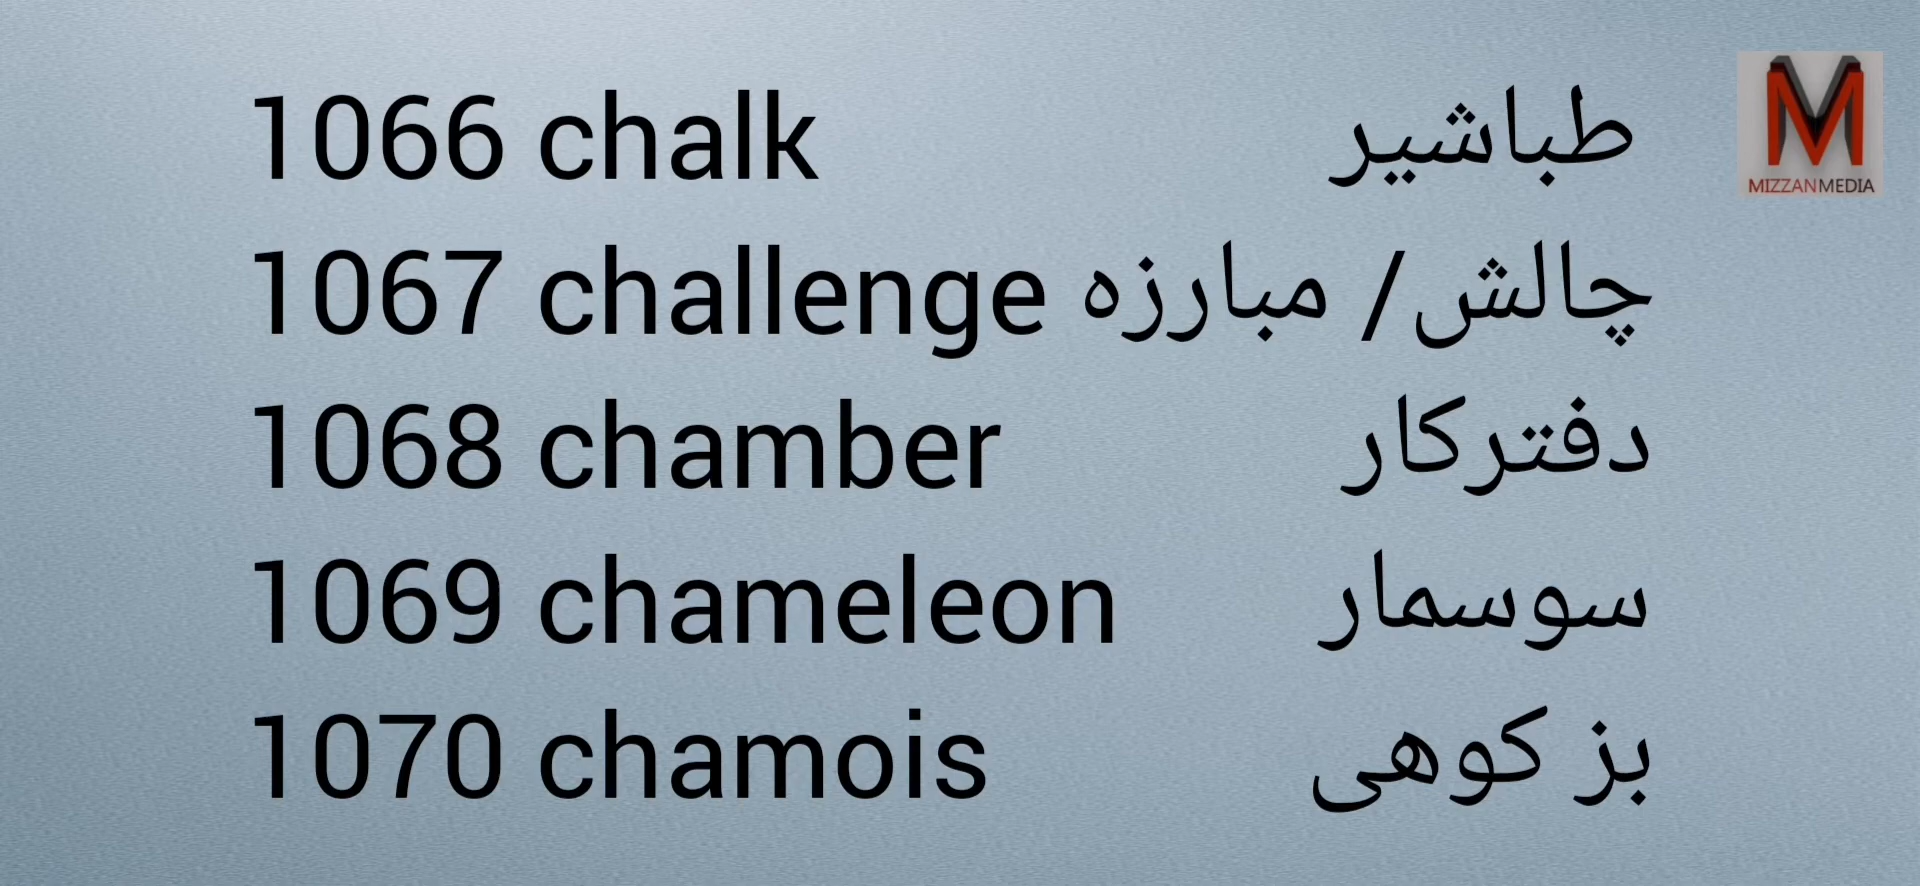 1066 chalk طباشیر
1067 challenge چالش/ مبارزه
1068 chamber دفترکار
1069 chameleon سوسمار
1070 chamois بز کوهی
MIZZANMEDIA